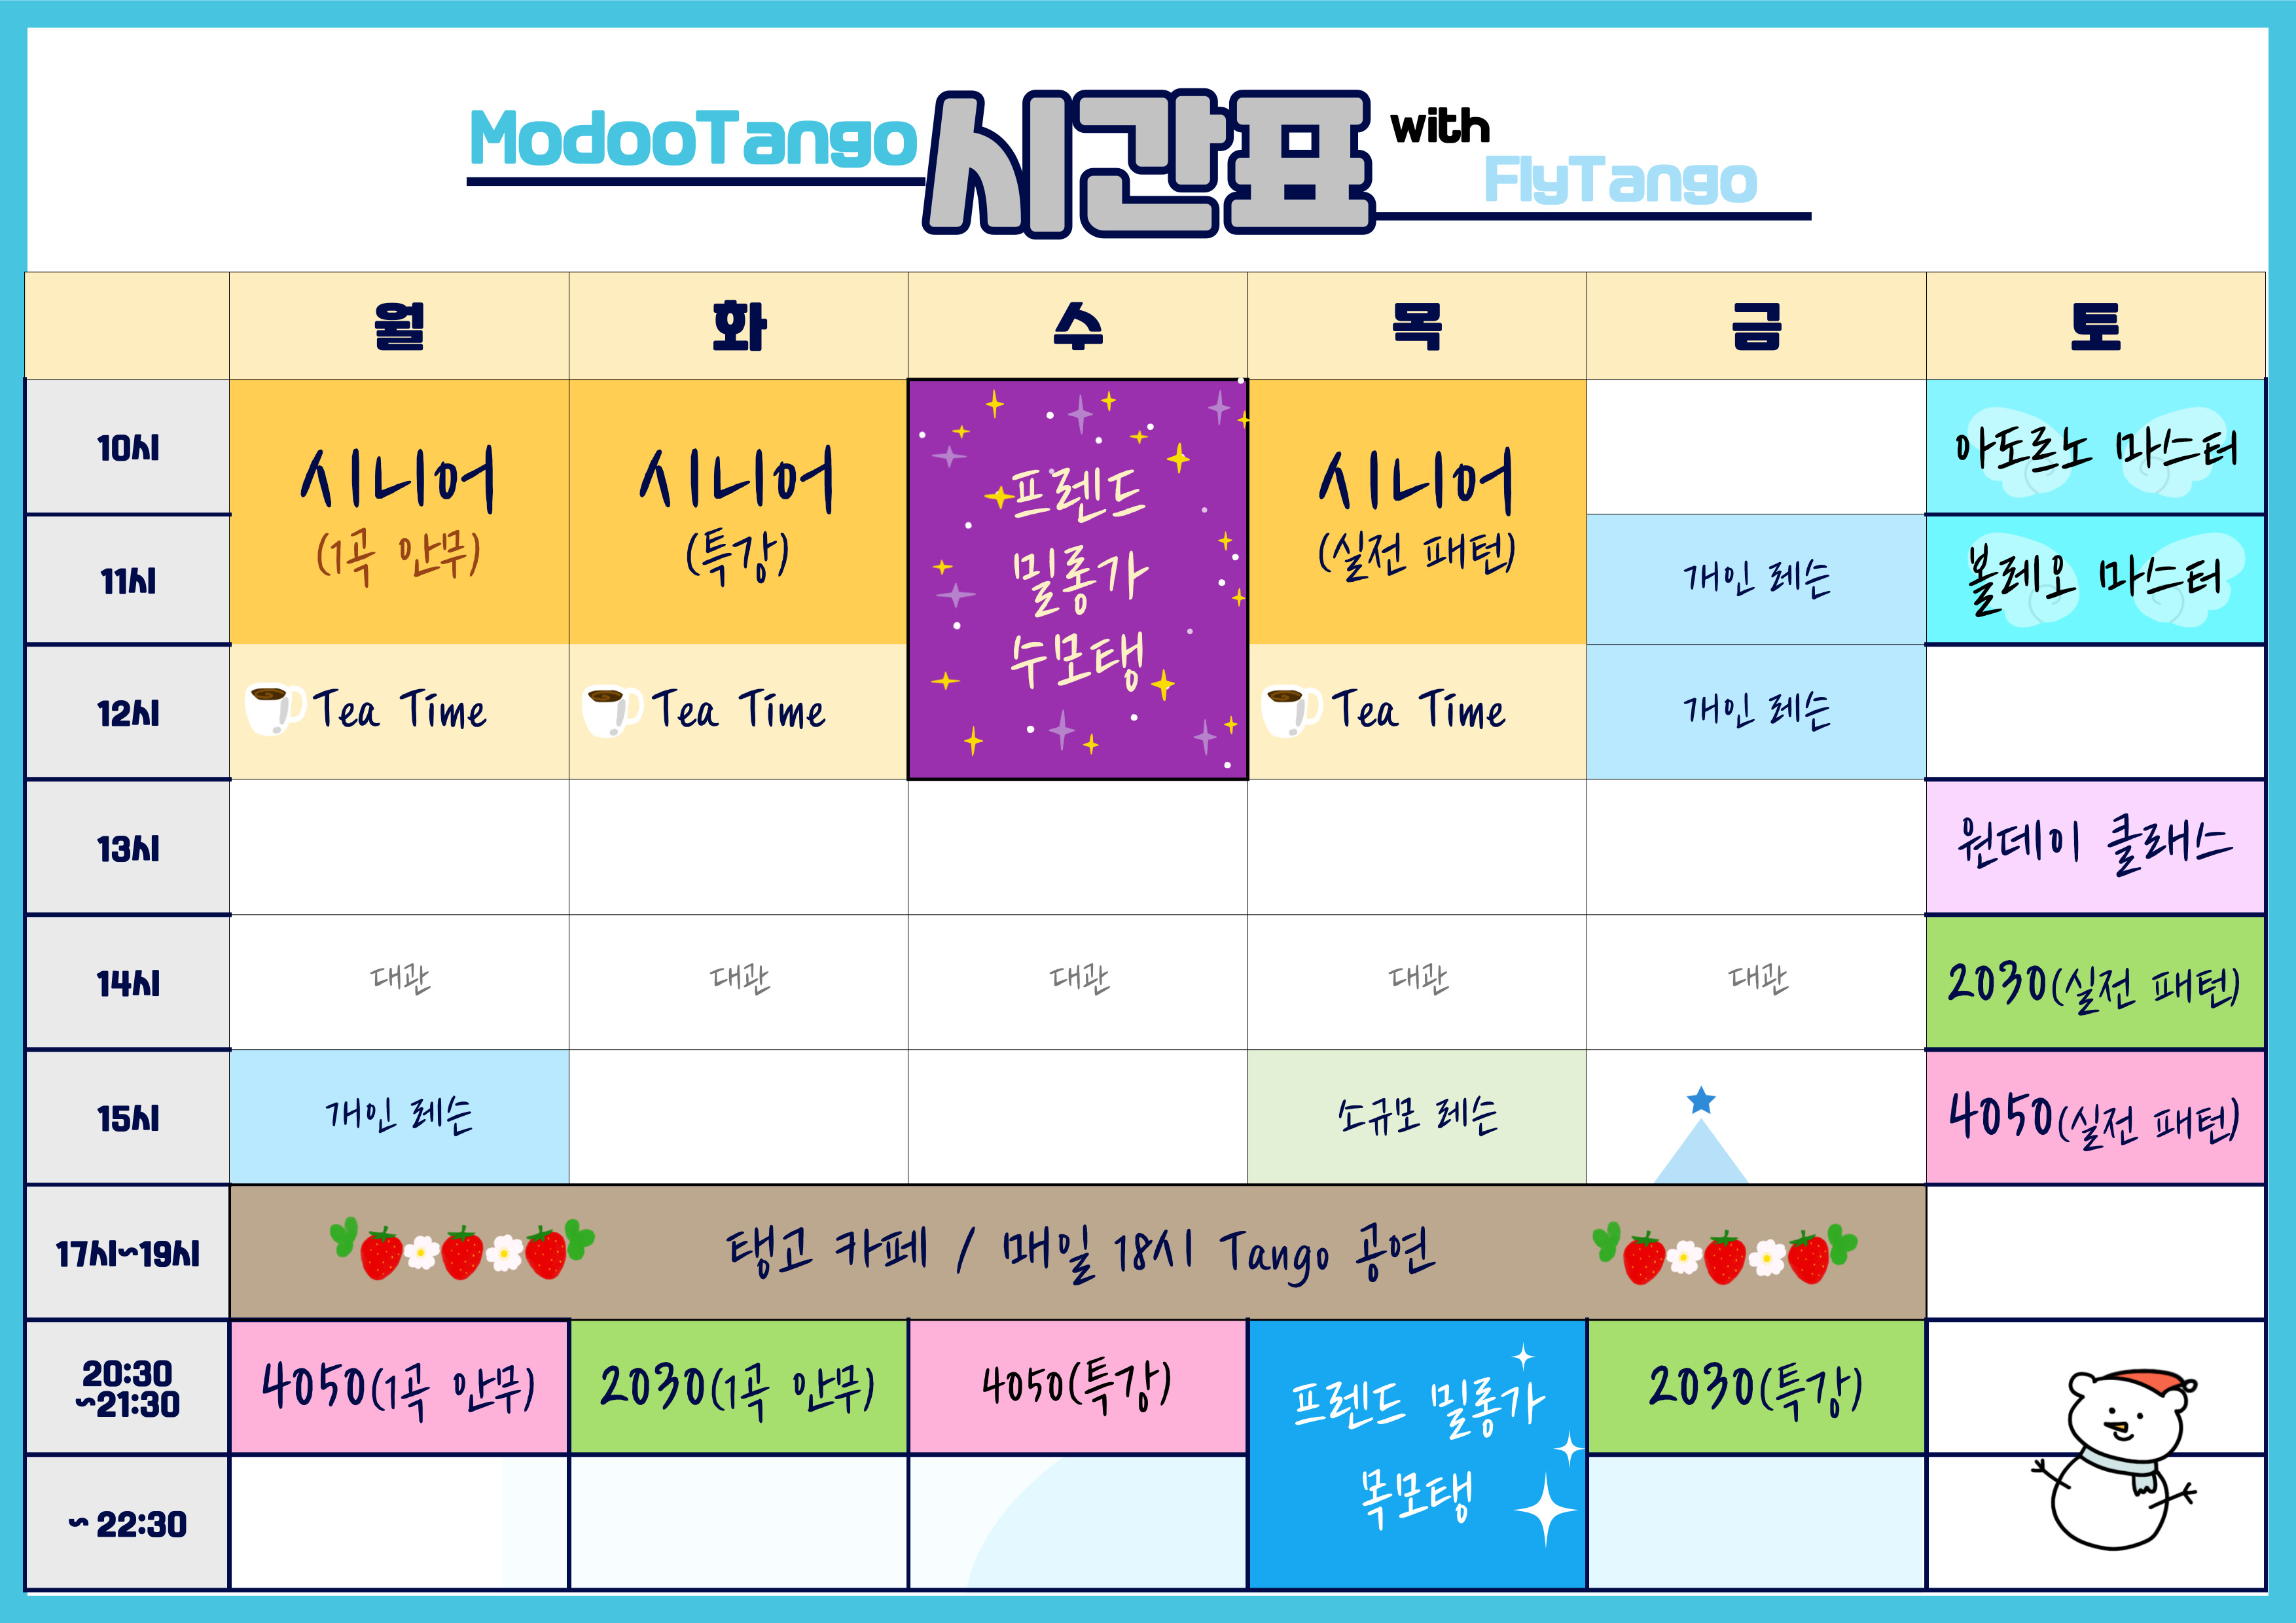 ModooTango 시간표 with
FlyTango
월 화 수 목 금 토
10시
시니어
(1곡 안무)
시니어
(특강)
프렌드
밀롱가
수모탱
시니어
(실전 패턴)
아도르노 마스터
11시
개인 레슨
볼레오 마스터
12시
Tea Time
Tea Time
Tea Time
개인 레슨
13시
원데이 클래스
14시
대관
대관
대관
대관
대관
2030(실전 패턴)
15시
개인 레슨
소규모 레슨
4050(실전 패턴)
17시~19시
탱고 카페 / 매일 18시 Tango 공연
20:30
~21:30
4050(1곡 안무)
2030(1곡 안무)
4050(특강)
프렌드 밀롱가
목모탱
2030(특강)
~ 22:30